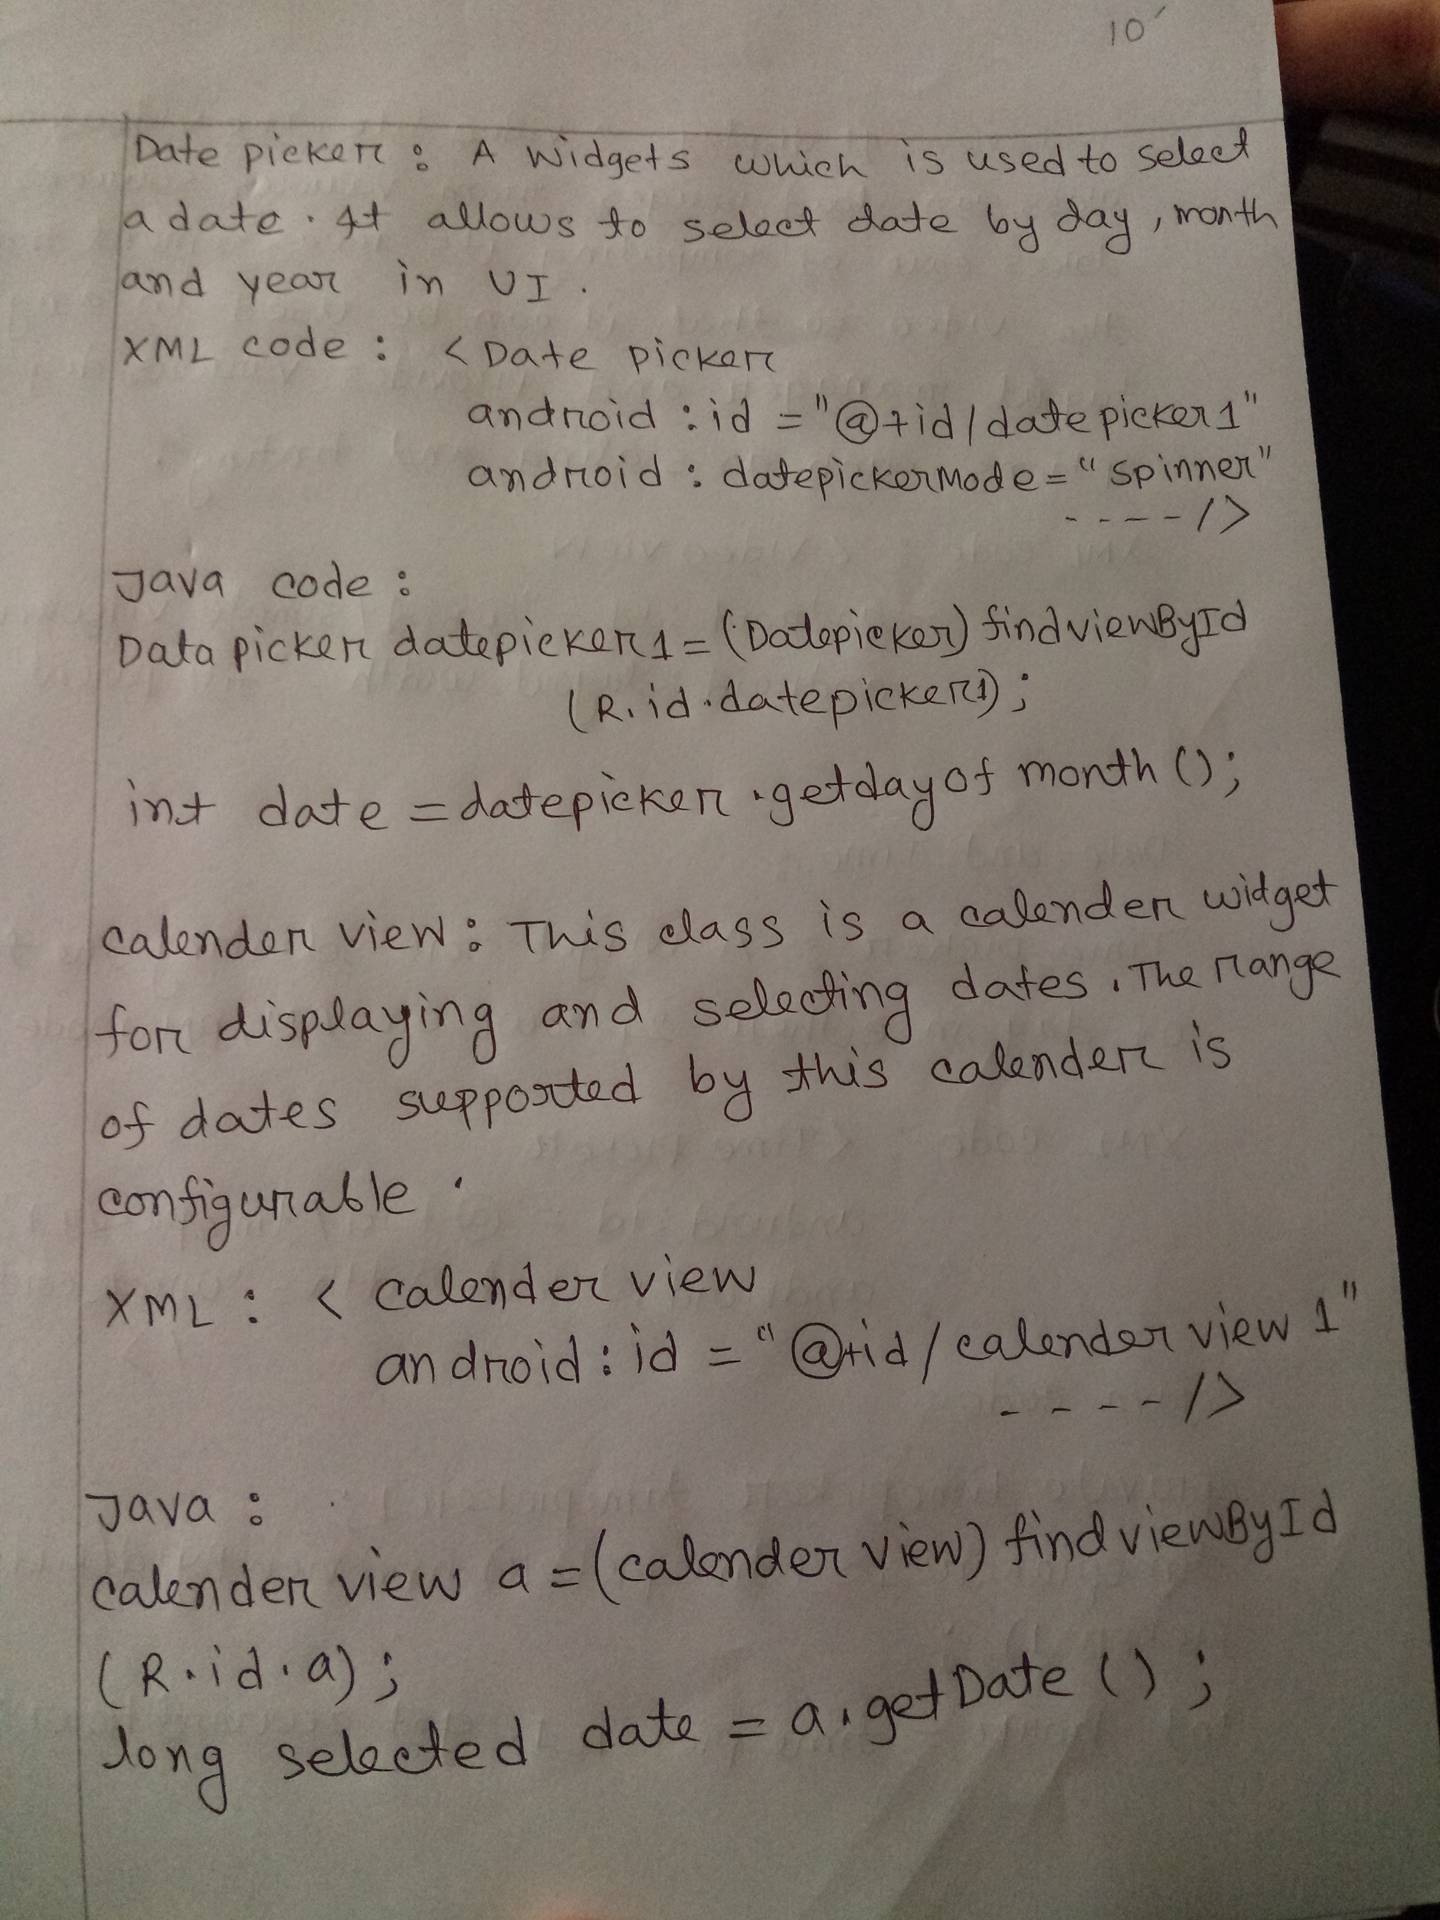 10
Date picker : A Widgets which is used to select
a date. It allows to select date by day, month
and year in UI.
XML code : <Date picker
android : id = "@+id/datepicker1"
android : datepickerMode = "spinner"
----/>
Java code :
Data picker datepicker1 = (Datepicker) findviewById
(R.id.datepicker1);
int date = datepicker.getdayof month ();
calender view : This class is a calender widget
for displaying and selecting dates. The range
of dates supported by this calender is
configurable.
XML : < calender view
android : id = "@+id/calender view 1"
----/>
Java :
calender view a = (calender view) find viewById
(R.id.a);
long selected date = a.getDate ();